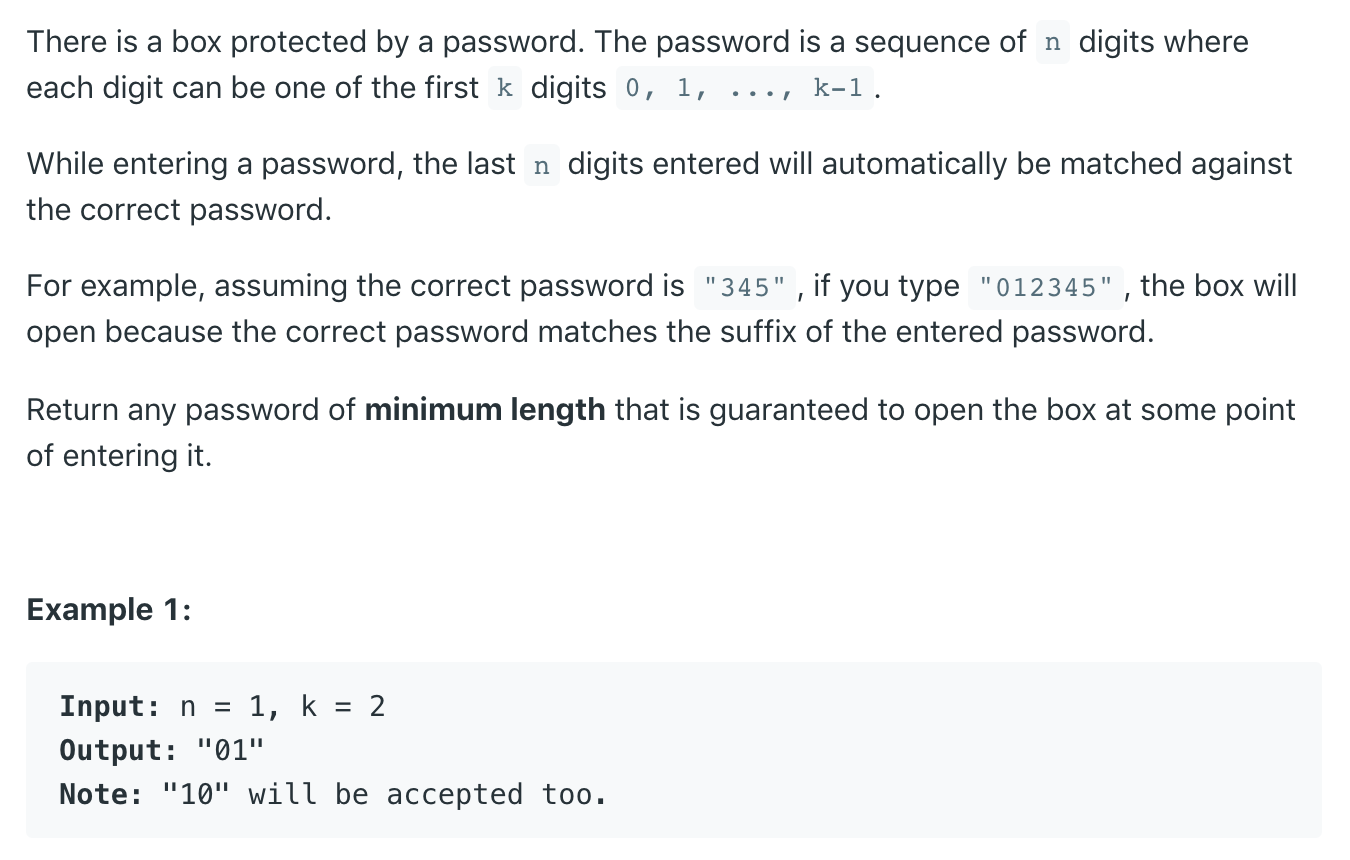 There is a box protected by a password. The password is a sequence of n digits where
each digit can be one of the first k digits 0, 1, ..., k-1 .
While entering a password, the last n digits entered will automatically be matched against
the correct password.
For example, assuming the correct password is "345" , if you type "012345" , the box will
open because the correct password matches the suffix of the entered password.
Return any password of minimum length that is guaranteed to open the box at some point
of entering it.
Example 1:
Input: n = 1, k = 2
Output: "01"
Note: "10" will be accepted too.